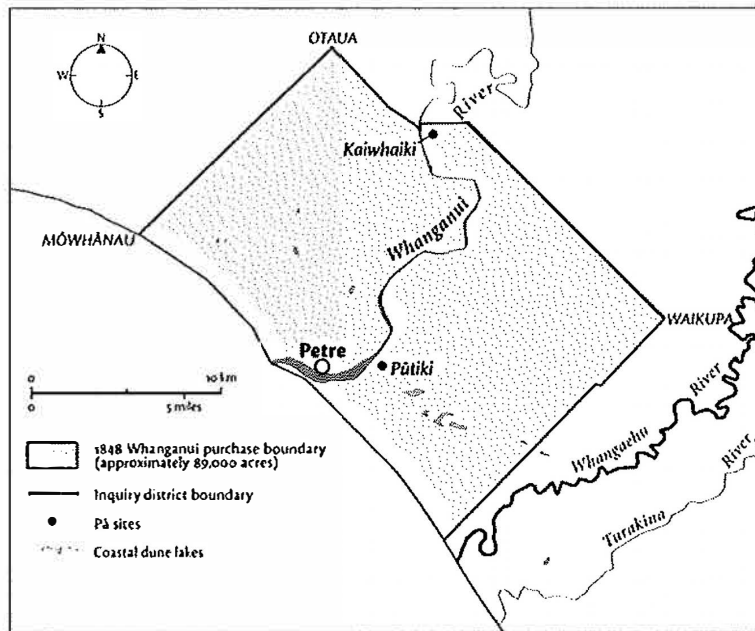 N
W E
S
OTAUA
River
Kaiwhaiki
Whanganui
MŌWHĀNAU
WAIKUPA
Petre
Pūtiki
0 10 km
0 5 miles
River
Whangaehu
River
Turakina
1848 Whanganui purchase boundary
(approximately 89,000 acres)
Inquiry district boundary
Pā sites
Coastal dune lakes